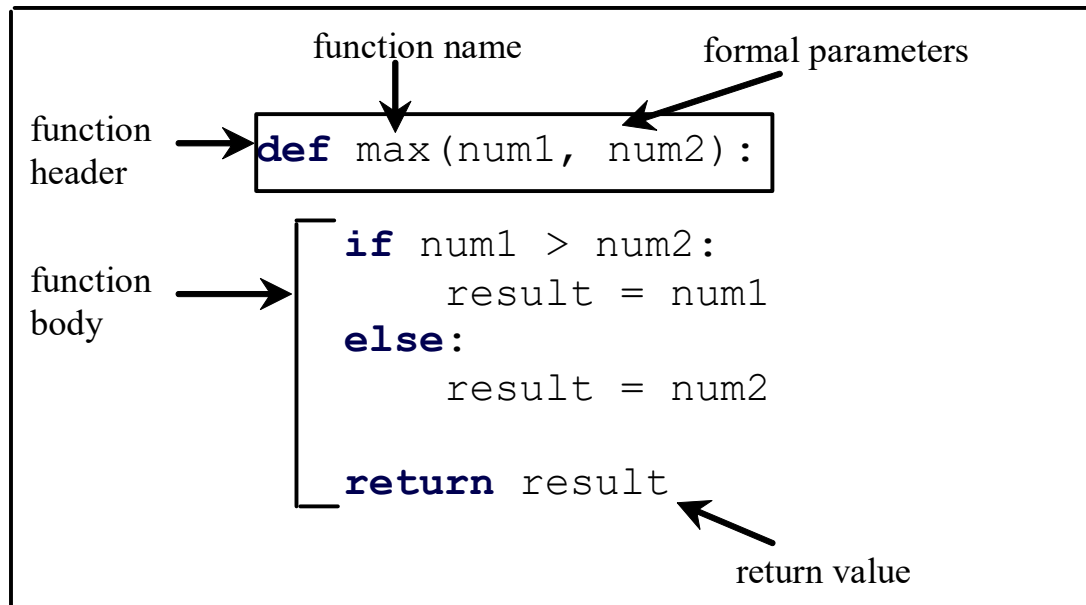 function name
formal parameters
function
header
def max(num1, num2):
function
body
if num1 > num2:
result = num1
else:
result = num2
return result
return value